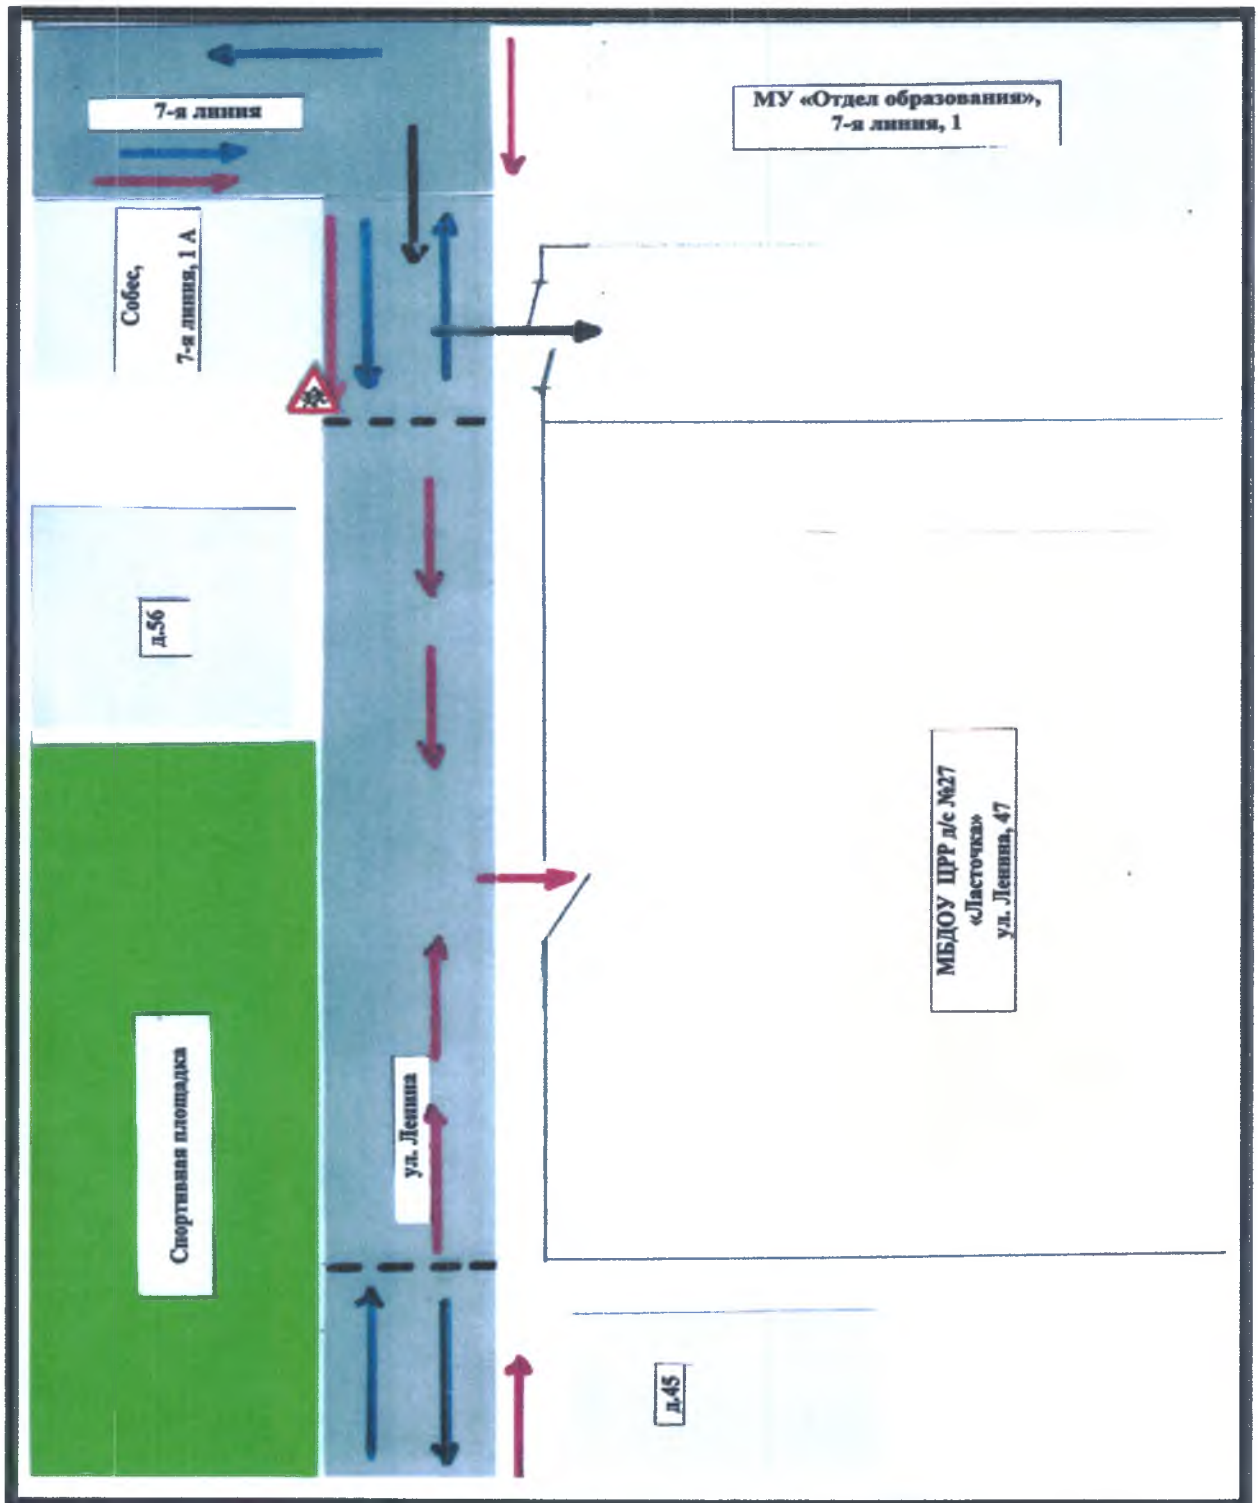 7-я линия
МУ «Отдел образования»,
7-я линия, 1
Собес,
7-я линия, 1 А
д.56
МБДОУ ЦРР д/с №27
«Ласточка»
ул. Ленина, 47
Спортивная площадка
ул. Ленина
д.45